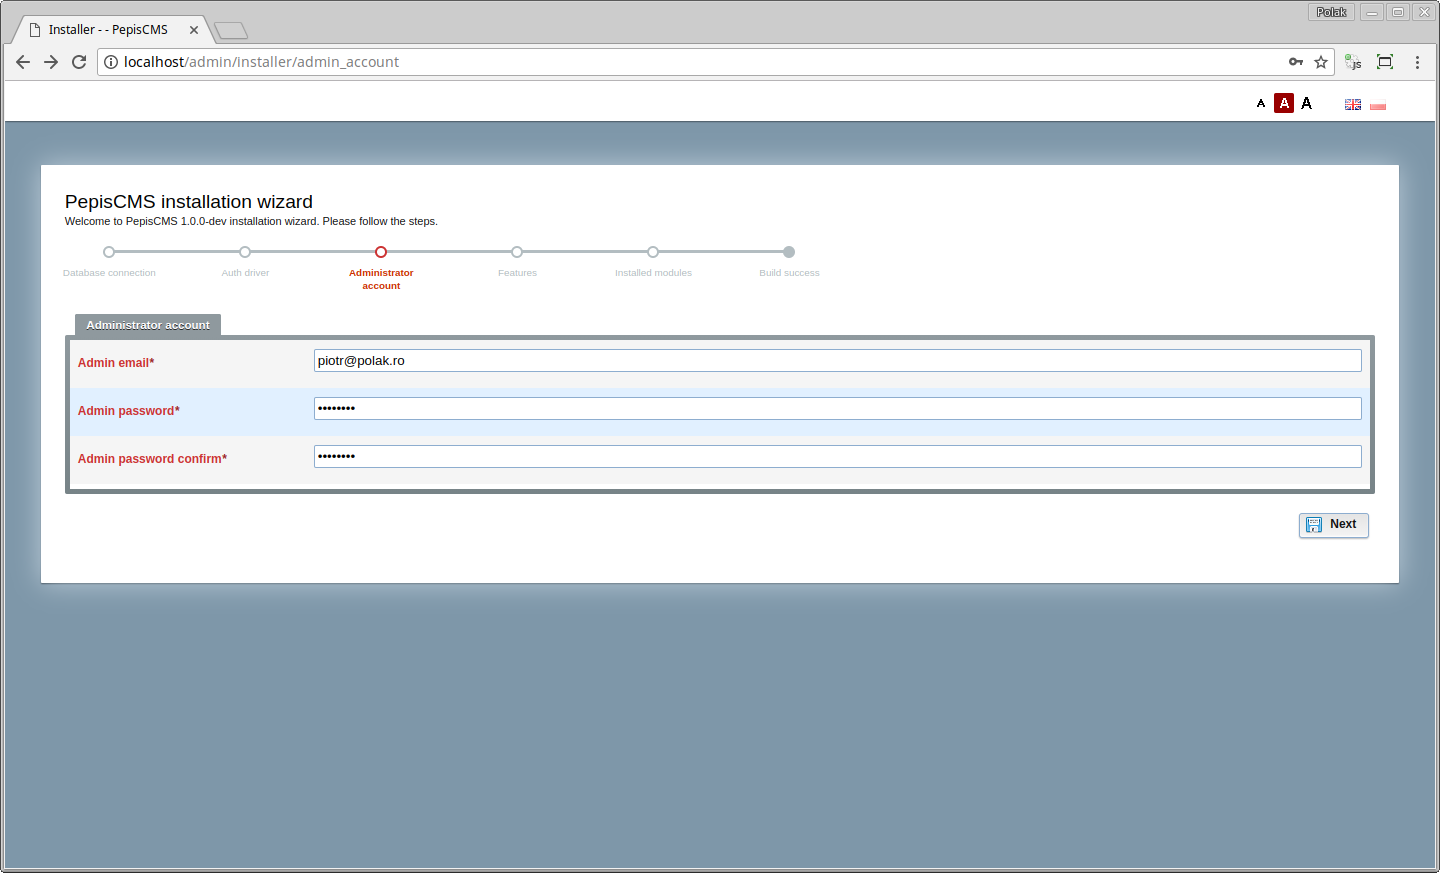 Polak
Installer - - PepisCMS
localhost/admin/installer/admin_account
js
A A A
PepisCMS installation wizard
Welcome to PepisCMS 1.0.0-dev installation wizard. Please follow the steps.
Database connection Auth driver Administrator account Features Installed modules Build success
Administrator account
Admin email* piotr@polak.ro
Admin password* ••••••••
Admin password confirm* ••••••••
Next